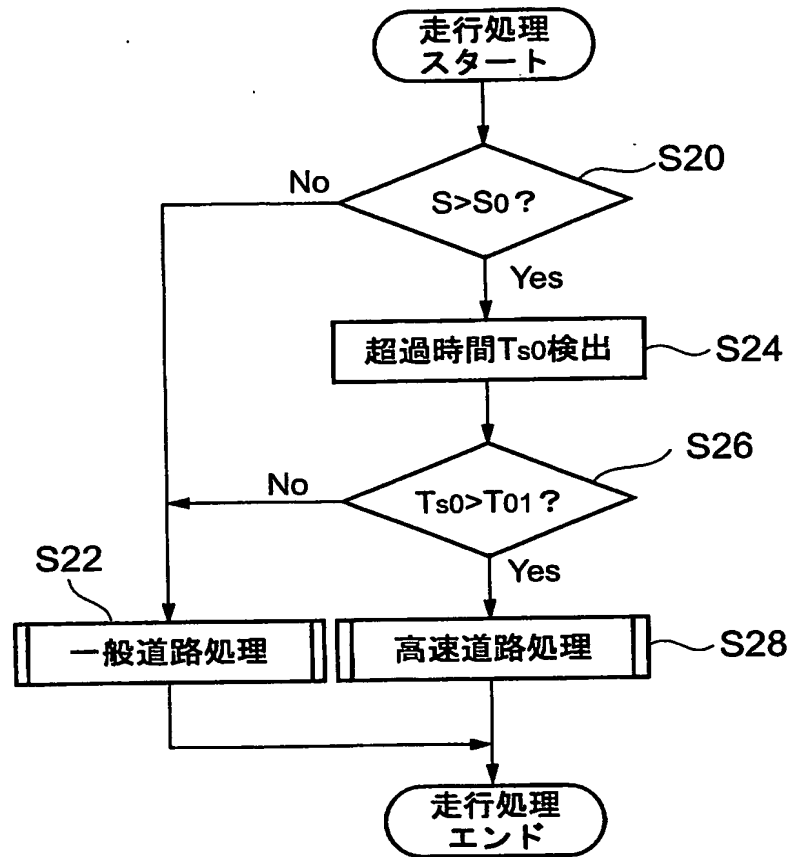 走行処理
スタート
S20
No
S>S0?
Yes
超過時間Ts0検出
S24
S26
No
Ts0>T01?
Yes
S22
一般道路処理
高速道路処理
S28
走行処理
エンド